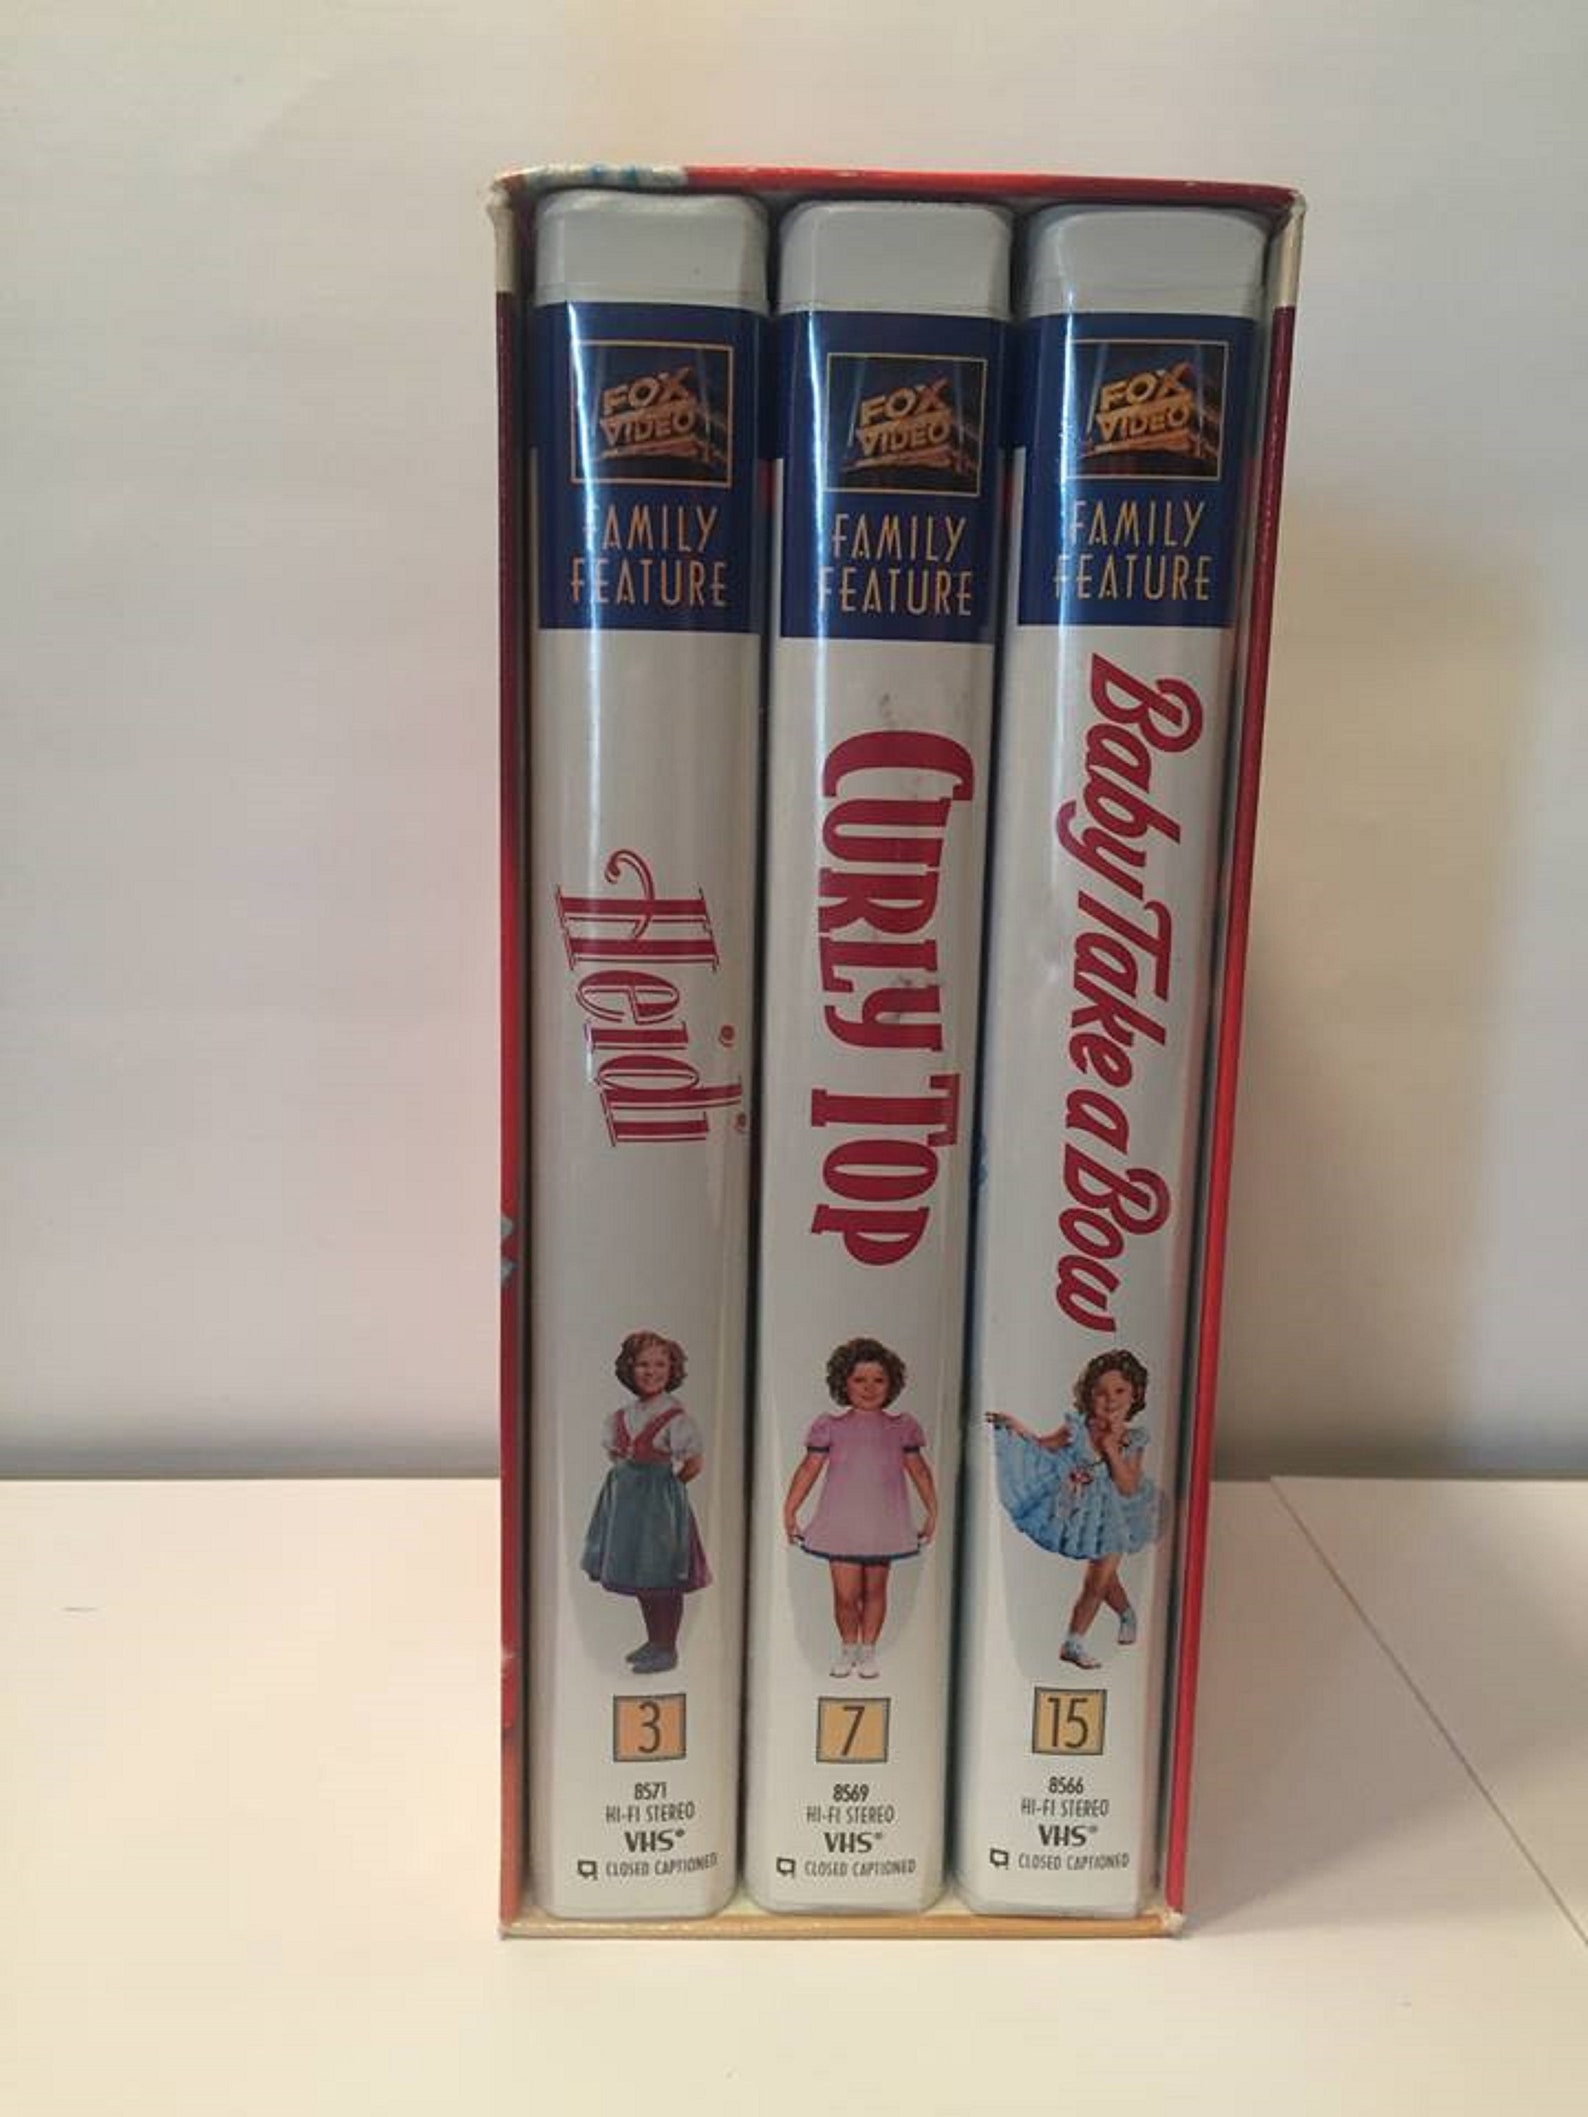 FOX
VIDEO
FAMILY
FEATURE
Heidi
3
8571
HI-FI STEREO
VHS®
CLOSED CAPTIONED
FOX
VIDEO
FAMILY
FEATURE
CURLY TOP
7
8569
HI-FI STEREO
VHS®
CLOSED CAPTIONED
FOX
VIDEO
FAMILY
FEATURE
Baby Take a Bow
15
8566
HI-FI STEREO
VHS®
CLOSED CAPTIONED